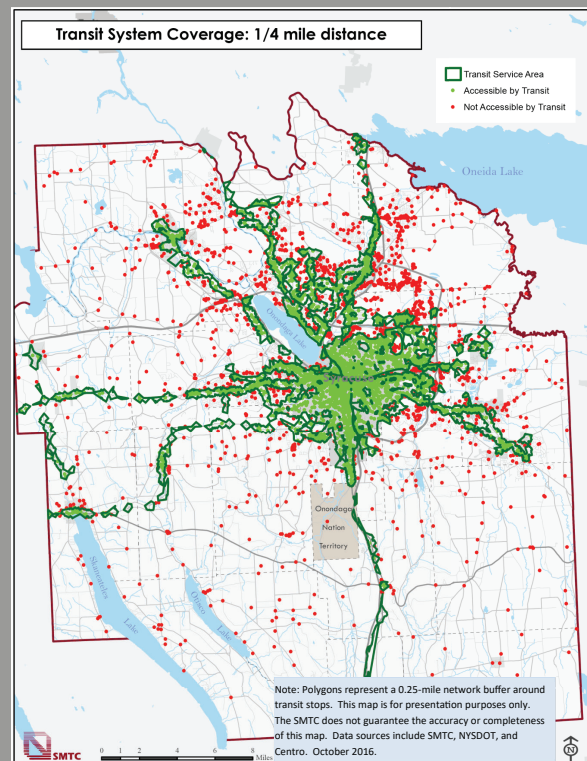 Transit System Coverage: 1/4 mile distance
Transit Service Area
Accessible by Transit
Not Accessible by Transit
Oneida Lake
Onondaga Lake
Onondaga
Nation
Territory
Skaneateles
Lake
Otisco
Lake
Note: Polygons represent a 0.25-mile network buffer around
transit stops. This map is for presentation purposes only.
The SMTC does not guarantee the accuracy or completeness
of this map. Data sources include SMTC, NYSDOT, and
Centro. October 2016.
SMTC
0 1 2 4 6 8
Miles
N